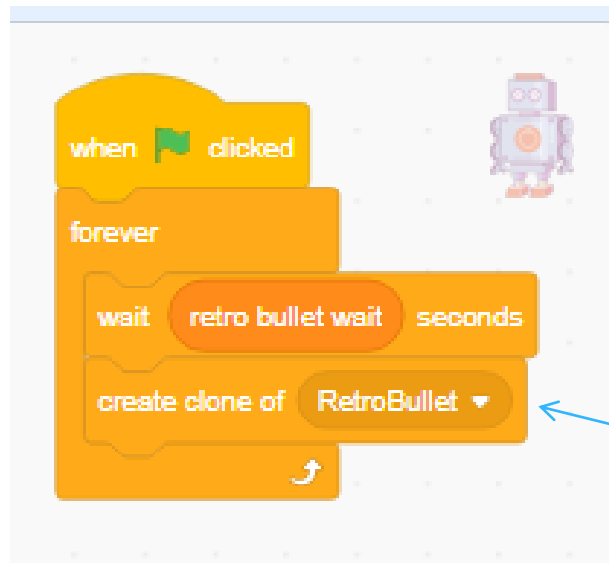 when clicked
forever
wait retro bullet wait seconds
create clone of RetroBullet